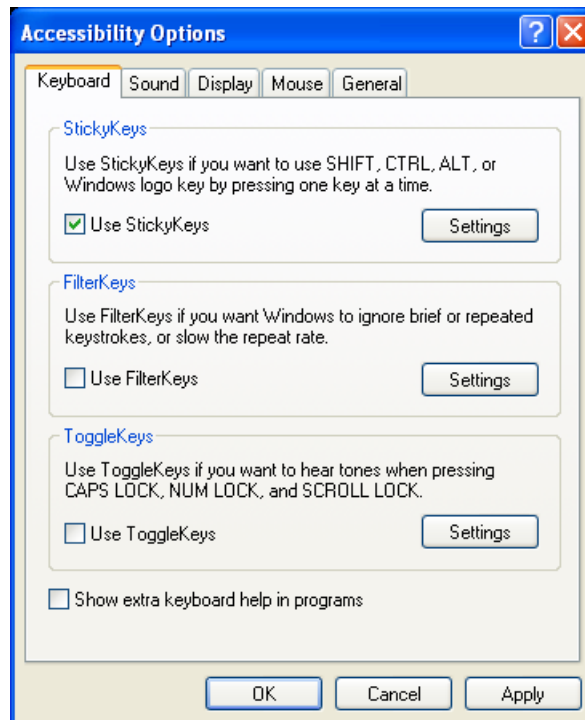 Accessibility Options
?
Keyboard Sound Display Mouse General
StickyKeys
Use StickyKeys if you want to use SHIFT, CTRL, ALT, or
Windows logo key by pressing one key at a time.
Use StickyKeys Settings
FilterKeys
Use FilterKeys if you want Windows to ignore brief or repeated
keystrokes, or slow the repeat rate.
Use FilterKeys Settings
ToggleKeys
Use ToggleKeys if you want to hear tones when pressing
CAPS LOCK, NUM LOCK, and SCROLL LOCK.
Use ToggleKeys Settings
Show extra keyboard help in programs
OK Cancel Apply